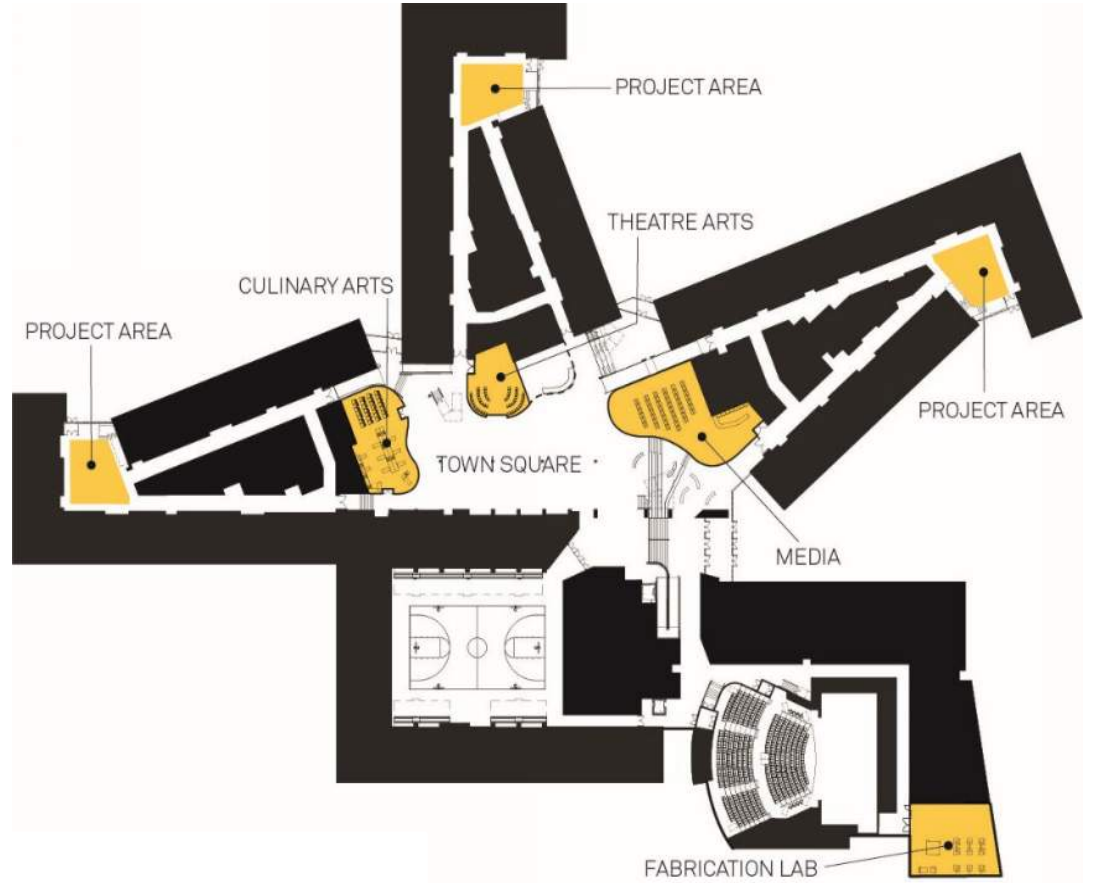 PROJECT AREA
THEATRE ARTS
CULINARY ARTS
PROJECT AREA
PROJECT AREA
TOWN SQUARE
MEDIA
FABRICATION LAB